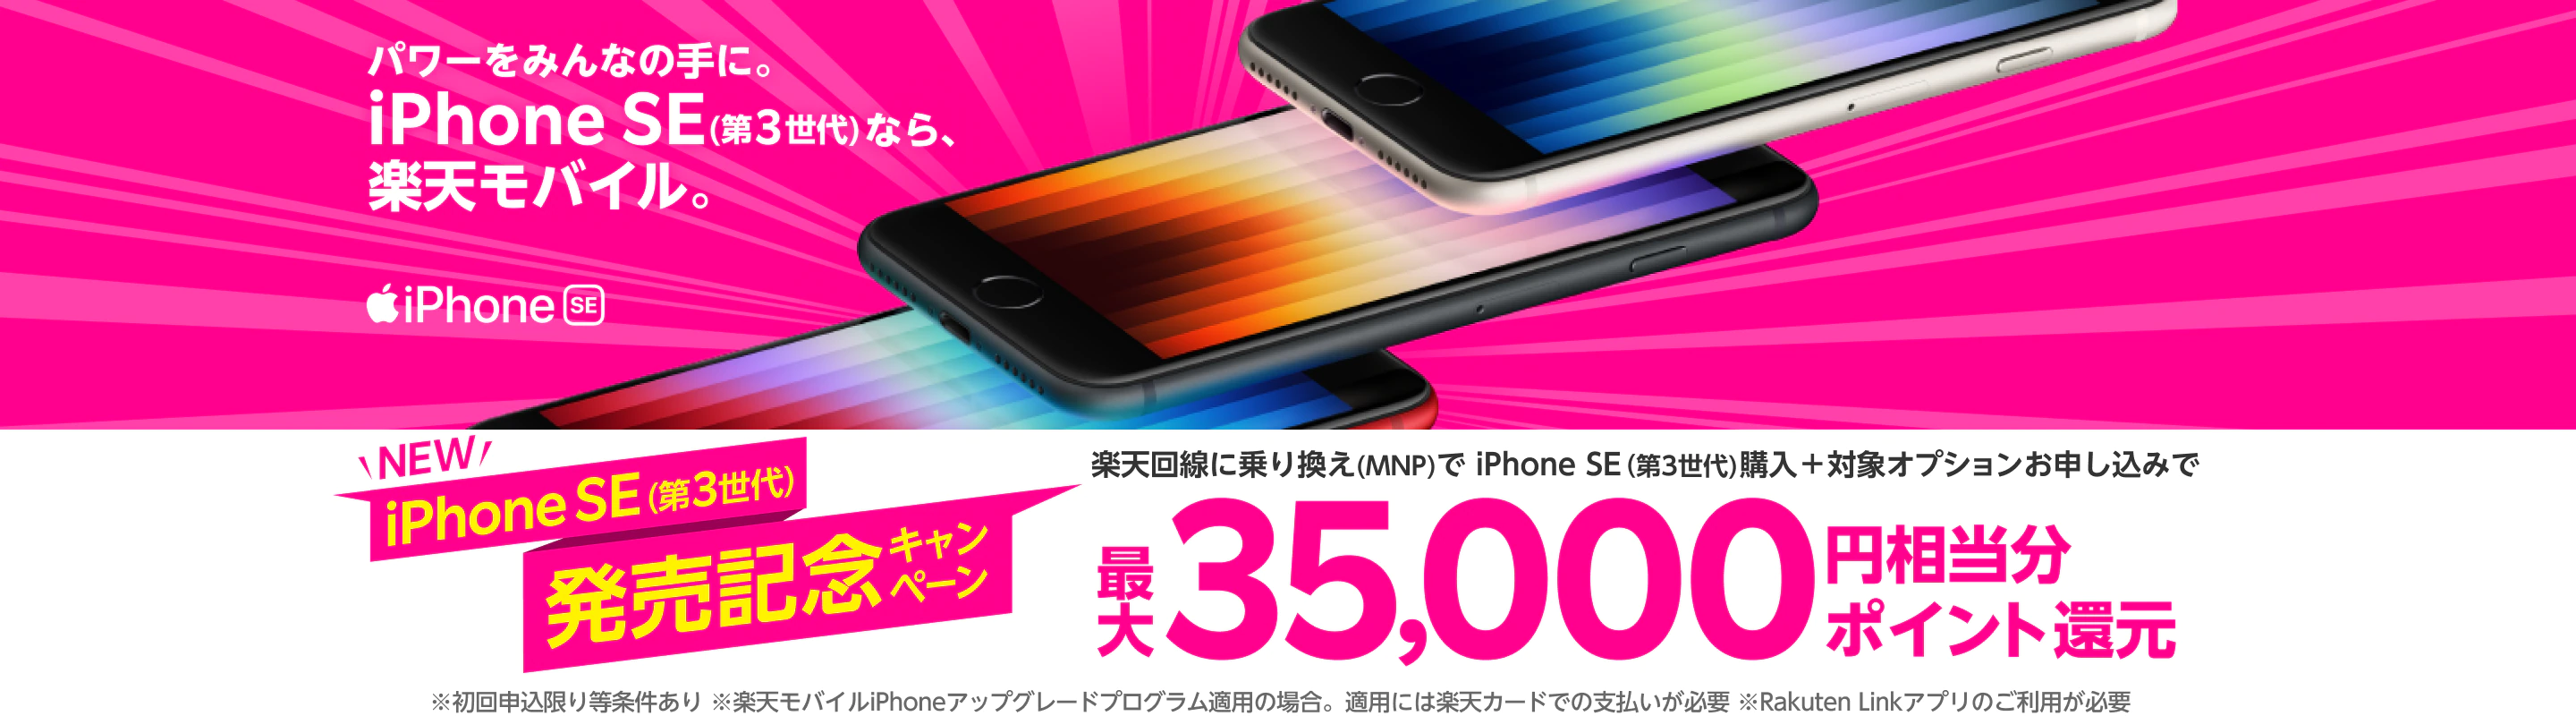 パワーをみんなの手に。
iPhone SE(第3世代)なら、
楽天モバイル。
iPhone SE
NEW
iPhone SE(第3世代)
発売記念キャンペーン
楽天回線に乗り換え(MNP)で iPhone SE(第3世代)購入+対象オプションお申し込みで
最大35,000円相当分
ポイント還元
※初回申込限り等条件あり ※楽天モバイルiPhoneアップグレードプログラム適用の場合。適用には楽天カードでの支払いが必要 ※Rakuten Linkアプリのご利用が必要